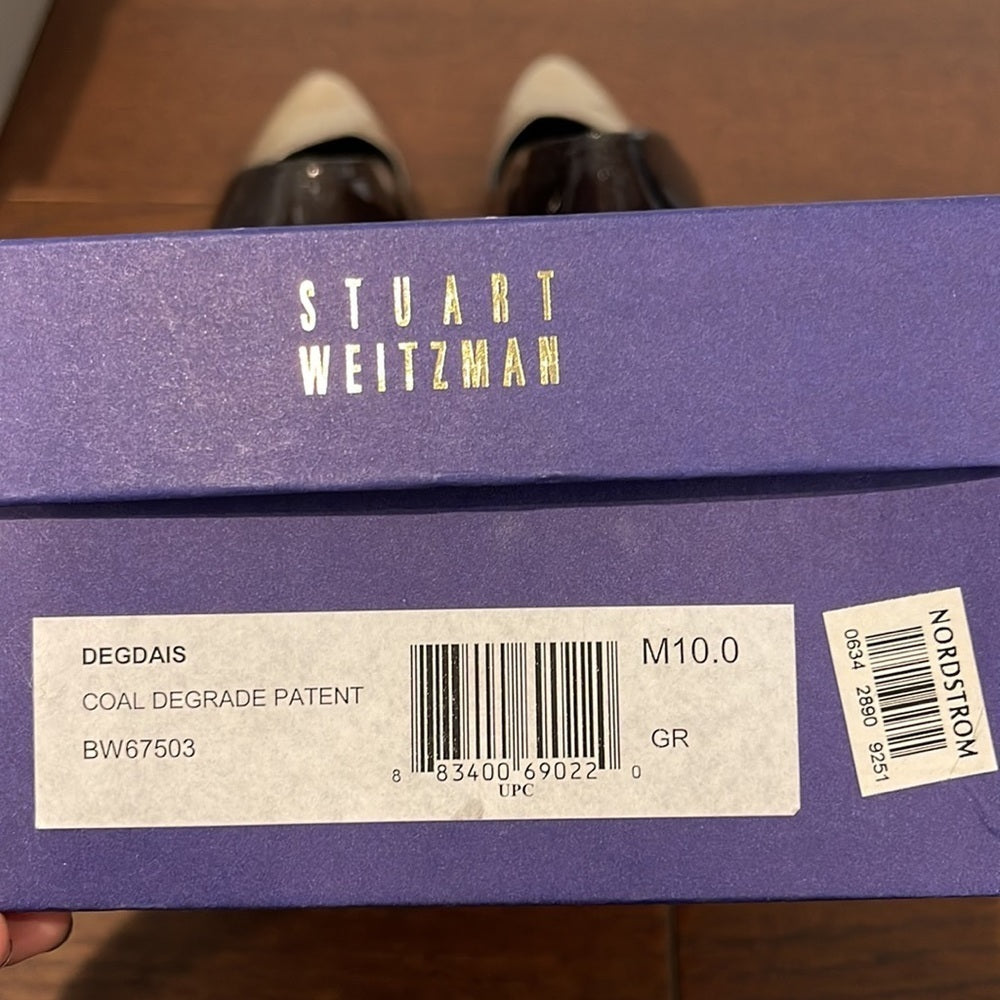 STUART
WEITZMAN
DEGDAIS
COAL DEGRADE PATENT
BW67503
8 83400 69022 0
UPC
M10.0
GR
NORDSTROM
0634 2890 9251